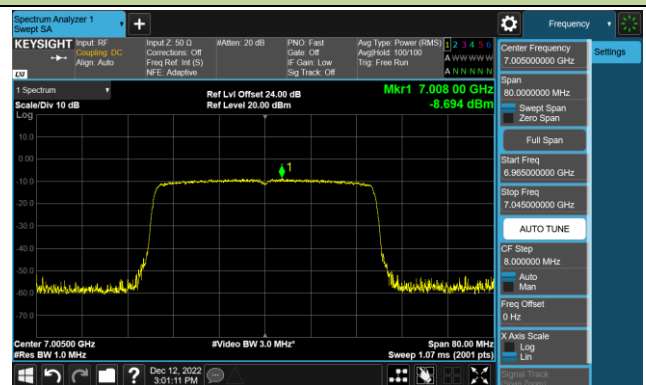 Spectrum Analyzer 1
Swept SA
Frequency
KEYSIGHT
Input: RF
Coupling: DC
Align: Auto
Input Z: 50 Ω
Corrections: Off
Freq Ref: Int (S)
NFE: Adaptive
#Atten: 20 dB
PNO: Fast
Gate: Off
IF Gain: Low
Sig Track: Off
Avg Type: Power (RMS)
Avg|Hold: 100/100
Trig: Free Run
1 2 3 4 5 6
A W W W W W
A N N N N N
LXI
1 Spectrum
Scale/Div 10 dB
Log
Ref Lvl Offset 24.00 dB
Ref Level 20.00 dBm
Mkr1 7.008 00 GHz
-8.694 dBm
10.0
0.00
-10.0
-20.0
-30.0
-40.0
-50.0
-60.0
-70.0
1
Center 7.00500 GHz
#Res BW 1.0 MHz
#Video BW 3.0 MHz*
Span 80.00 MHz
Sweep 1.07 ms (2001 pts)
Dec 12, 2022
3:01:11 PM
?
Center Frequency
7.005000000 GHz
Span
80.0000000 MHz
Swept Span
Zero Span
Full Span
Start Freq
6.965000000 GHz
Stop Freq
7.045000000 GHz
AUTO TUNE
CF Step
8.000000 MHz
Auto
Man
Freq Offset
0 Hz
X Axis Scale
Log
Lin
Signal Track
(Span Zoom)
Settings